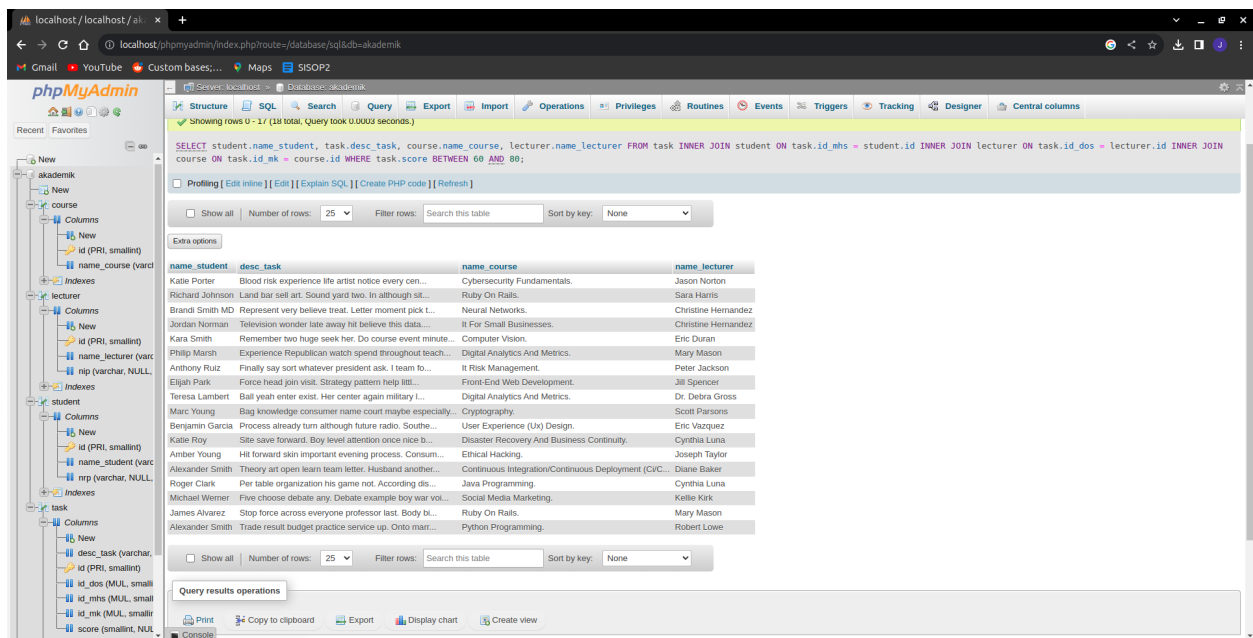 localhost / localhost / ak
localhost/phpmyadmin/index.php?route=/database/sql&db=akademik
J
Gmail YouTube Custom bases;... Maps SISOP2
phpMyAdmin
Recent Favorites
New
akademik
New
course
Columns
New
id (PRI, smallint)
name_course (varcl
Indexes
lecturer
Columns
New
id (PRI, smallint)
name_lecturer (varc
nip (varchar, NULL,
Indexes
student
Columns
New
id (PRI, smallint)
name_student (varc
nrp (varchar, NULL,
Indexes
task
Columns
New
desc_task (varchar,
id (PRI, smallint)
id_dos (MUL, smalli
id_mhs (MUL, small
id_mk (MUL, smallir
score (smallint, NUL
Server: localhost » Database: akademik
Structure SQL Search Query Export Import Operations Privileges Routines Events Triggers Tracking Designer Central columns
Showing rows 0 - 17 (18 total, Query took 0.0003 seconds.)
SELECT student.name_student, task.desc_task, course.name_course, lecturer.name_lecturer FROM task INNER JOIN student ON task.id_mhs = student.id INNER JOIN lecturer ON task.id_dos = lecturer.id INNER JOIN
course ON task.id_mk = course.id WHERE task.score BETWEEN 60 AND 80;
Profiling [ Edit inline ] [ Edit ] [ Explain SQL ] [ Create PHP code ] [ Refresh ]
Show all Number of rows: 25 Filter rows: Search this table Sort by key: None
Extra options
name_student desc_task name_course name_lecturer
Katie Porter Blood risk experience life artist notice every cen... Cybersecurity Fundamentals. Jason Norton
Richard Johnson Land bar sell art. Sound yard two. In although sit... Ruby On Rails. Sara Harris
Brandi Smith MD Represent very believe treat. Letter moment pick t... Neural Networks. Christine Hernandez
Jordan Norman Television wonder late away hit believe this data.... It For Small Businesses. Christine Hernandez
Kara Smith Remember two huge seek her. Do course event minute... Computer Vision. Eric Duran
Philip Marsh Experience Republican watch spend throughout teach... Digital Analytics And Metrics. Mary Mason
Anthony Ruiz Finally say sort whatever president ask. I team fo... It Risk Management. Peter Jackson
Elijah Park Force head join visit. Strategy pattern help littl... Front-End Web Development. Jill Spencer
Teresa Lambert Ball yeah enter exist. Her center again military l... Digital Analytics And Metrics. Dr. Debra Gross
Marc Young Bag knowledge consumer name court maybe especially... Cryptography. Scott Parsons
Benjamin Garcia Process already turn although future radio. Southe... User Experience (Ux) Design. Eric Vazquez
Katie Roy Site save forward. Boy level attention once nice b... Disaster Recovery And Business Continuity. Cynthia Luna
Amber Young Hit forward skin important evening process. Consum... Ethical Hacking. Joseph Taylor
Alexander Smith Theory art open learn team letter. Husband another... Continuous Integration/Continuous Deployment (Ci/C... Diane Baker
Roger Clark Per table organization his game not. According dis... Java Programming. Cynthia Luna
Michael Werner Five choose debate any. Debate example boy war voi... Social Media Marketing. Kellie Kirk
James Alvarez Stop force across everyone professor last. Body bi... Ruby On Rails. Mary Mason
Alexander Smith Trade result budget practice service up. Onto marr... Python Programming. Robert Lowe
Show all Number of rows: 25 Filter rows: Search this table Sort by key: None
Query results operations
Print Copy to clipboard Export Display chart Create view
Console